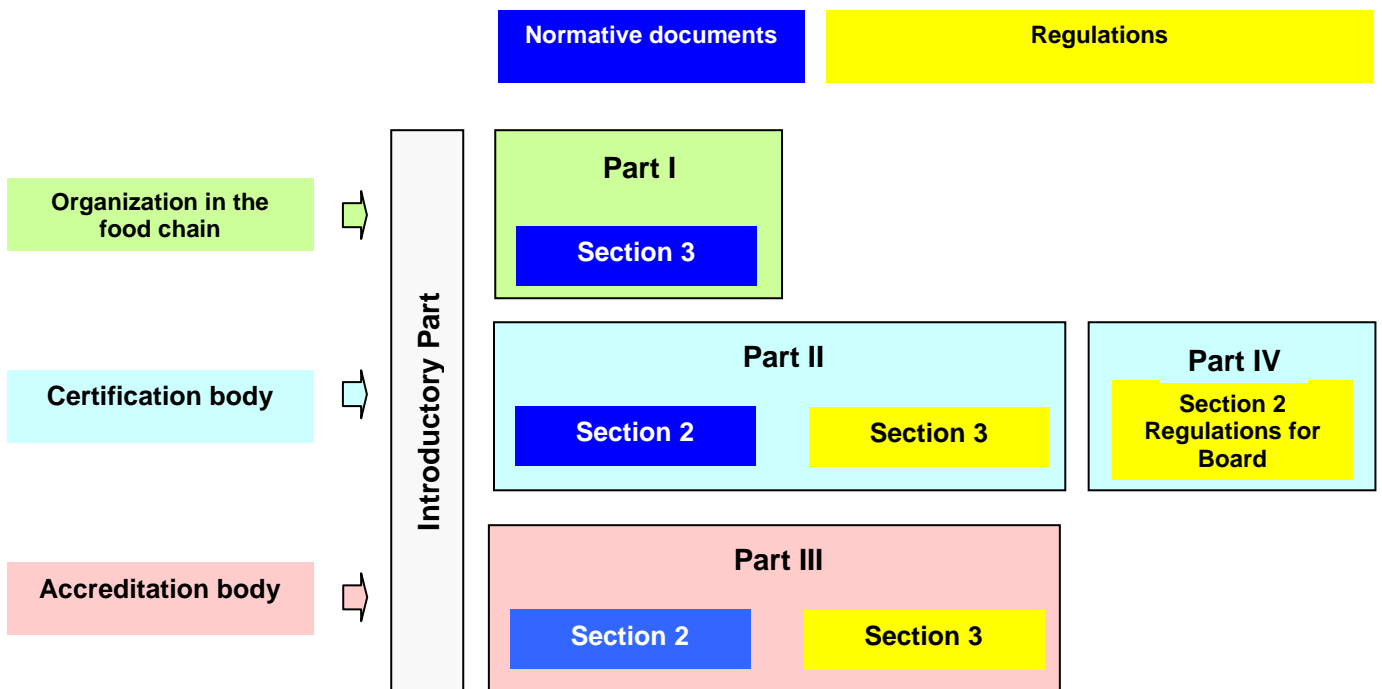 Normative documents
Regulations
Organization in the
food chain
Introductory Part
Part I
Section 3
Certification body
Part II
Section 2
Section 3
Part IV
Section 2
Regulations for
Board
Accreditation body
Part III
Section 2
Section 3